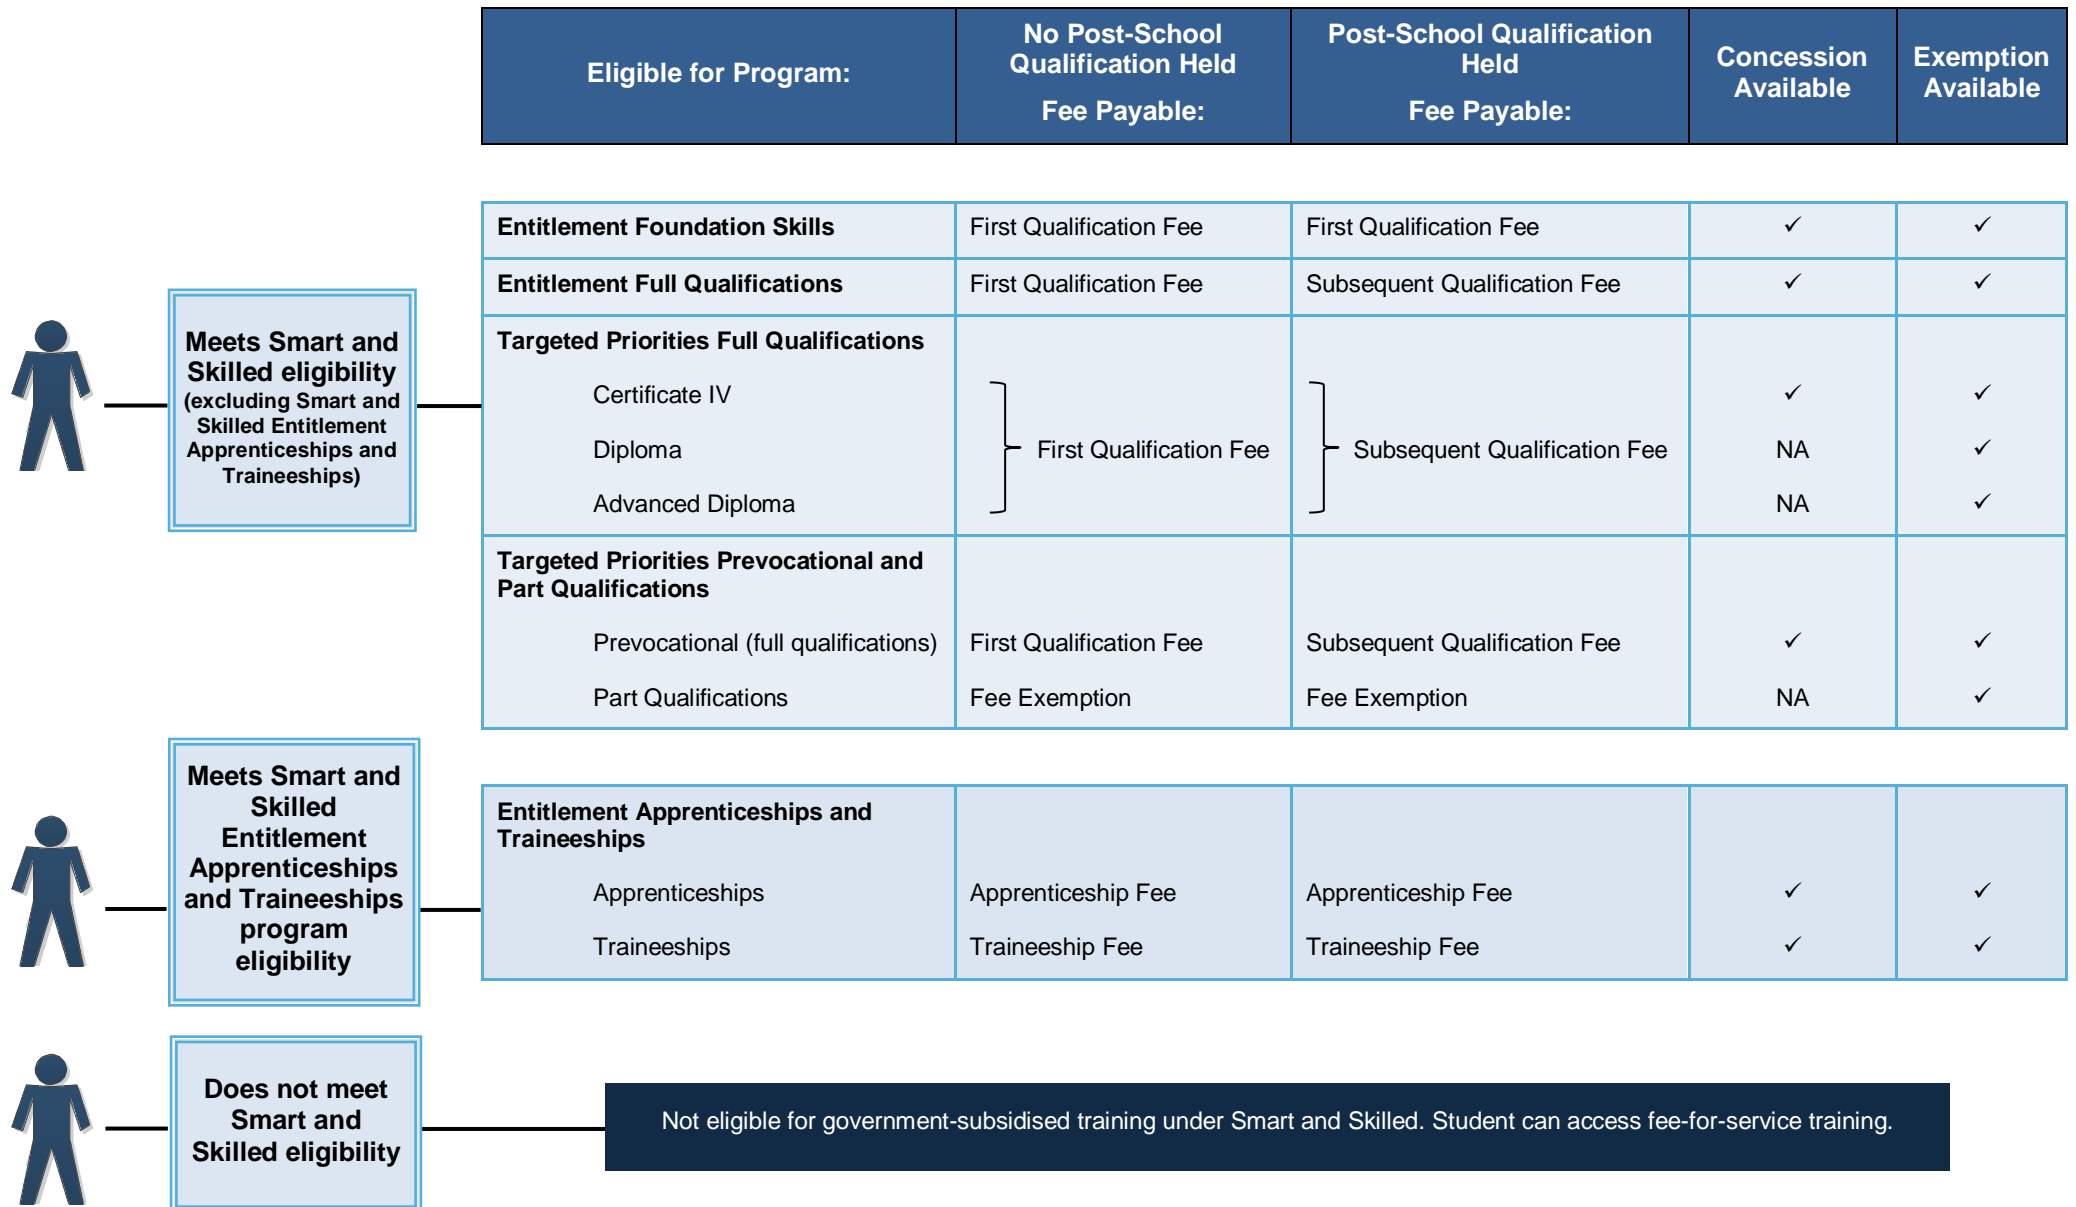 Eligible for Program:
No Post-School
Qualification Held
Fee Payable:
Post-School Qualification
Held
Fee Payable:
Concession
Available
Exemption
Available
Meets Smart and
Skilled eligibility
(excluding Smart and
Skilled Entitlement
Apprenticeships and
Traineeships)
Entitlement Foundation Skills
First Qualification Fee
First Qualification Fee
✓
✓
Entitlement Full Qualifications
First Qualification Fee
Subsequent Qualification Fee
✓
✓
Targeted Priorities Full Qualifications
Certificate IV
✓
✓
Diploma
First Qualification Fee
Subsequent Qualification Fee
NA
✓
Advanced Diploma
NA
✓
Targeted Priorities Prevocational and
Part Qualifications
Prevocational (full qualifications)
First Qualification Fee
Subsequent Qualification Fee
✓
✓
Part Qualifications
Fee Exemption
Fee Exemption
NA
✓
Meets Smart and
Skilled
Entitlement
Apprenticeships
and Traineeships
program
eligibility
Entitlement Apprenticeships and
Traineeships
Apprenticeships
Apprenticeship Fee
Apprenticeship Fee
✓
✓
Traineeships
Traineeship Fee
Traineeship Fee
✓
✓
Does not meet
Smart and
Skilled eligibility
Not eligible for government-subsidised training under Smart and Skilled. Student can access fee-for-service training.